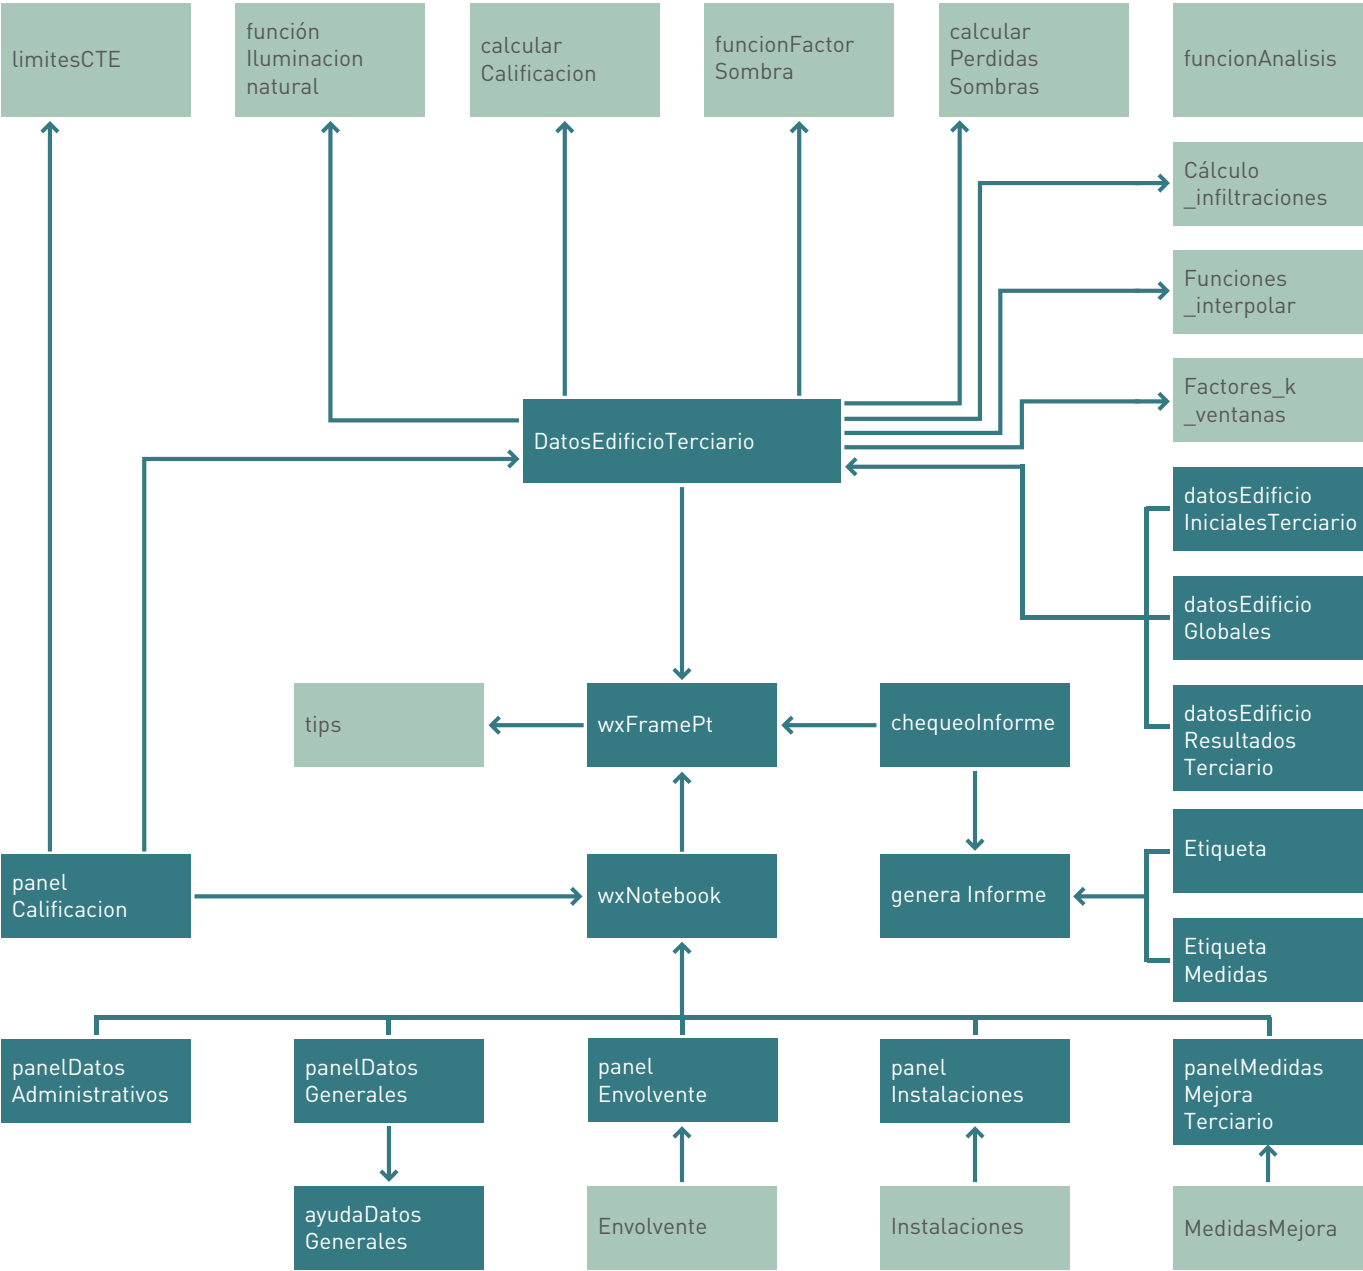 limitesCTE
función
Iluminacion
natural
calcular
Calificacion
funcionFactor
Sombra
calcular
Perdidas
Sombras
funcionAnalisis
Cálculo
_infiltraciones
Funciones
_interpolar
Factores_k
_ventanas
DatosEdificioTerciario
datosEdificio
InicialesTerciario
datosEdificio
Globales
datosEdificio
Resultados
Terciario
tips
wxFramePt
chequeoInforme
panel
Calificacion
wxNotebook
genera Informe
Etiqueta
Etiqueta
Medidas
panelDatos
Administrativos
panelDatos
Generales
panel
Envolvente
panel
Instalaciones
panelMedidas
Mejora
Terciario
ayudaDatos
Generales
Envolvente
Instalaciones
MedidasMejora